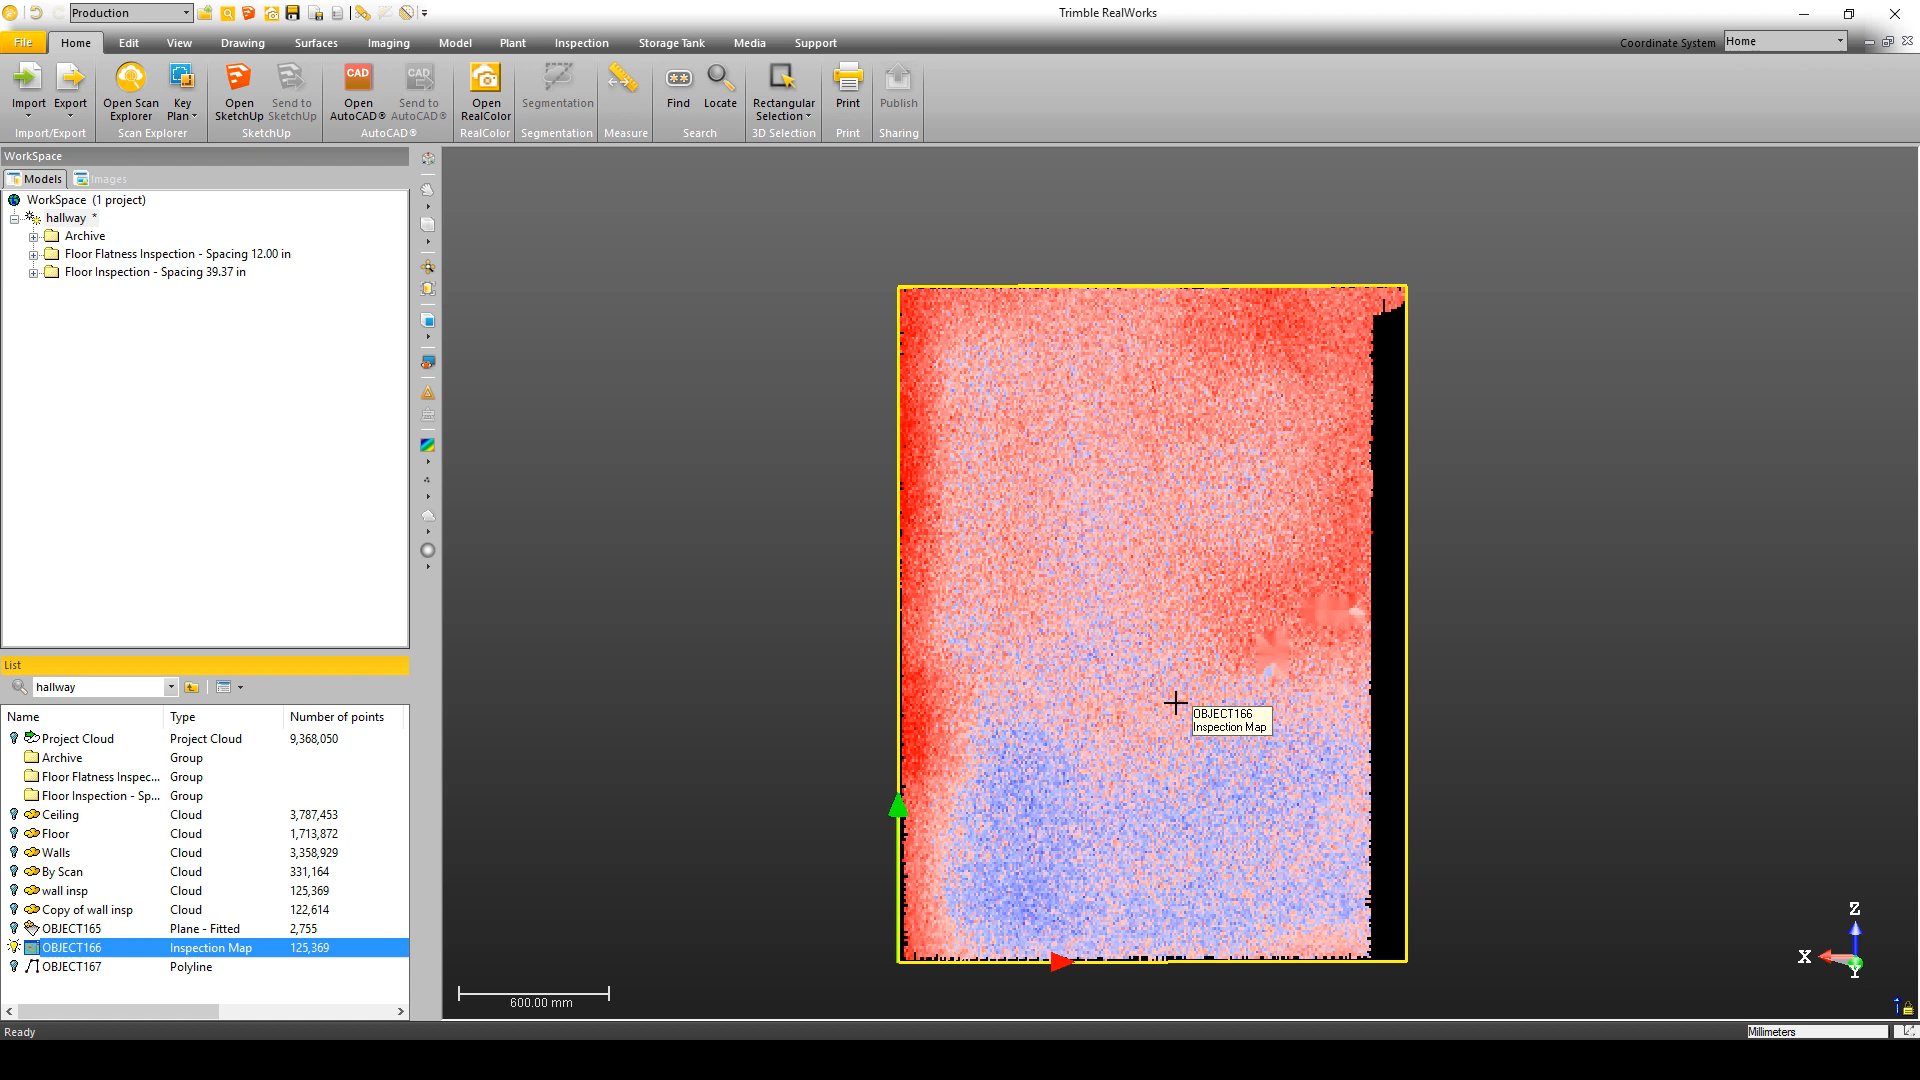 Production
Trimble RealWorks
File Home Edit View Drawing Surfaces Imaging Model Plant Inspection Storage Tank Media Support
Coordinate System Home
Import Export Open Scan Explorer Key Plan Open SketchUp Send to SketchUp CAD Open AutoCAD® CAD Send to AutoCAD® Open RealColor Segmentation Find Locate Rectangular Selection Print Publish
Import/Export Scan Explorer SketchUp AutoCAD® RealColor Segmentation Measure Search 3D Selection Print Sharing
WorkSpace
Models Images
WorkSpace (1 project)
hallway *
Archive
Floor Flatness Inspection - Spacing 12.00 in
Floor Inspection - Spacing 39.37 in
List
hallway
Name Type Number of points
Project Cloud Project Cloud 9,368,050
Archive Group
Floor Flatness Inspec... Group
Floor Inspection - Sp... Group
Ceiling Cloud 3,787,453
Floor Cloud 1,713,872
Walls Cloud 3,358,929
By Scan Cloud 331,164
wall insp Cloud 125,369
Copy of wall insp Cloud 122,614
OBJECT165 Plane - Fitted 2,755
OBJECT166 Inspection Map 125,369
OBJECT167 Polyline
OBJECT166
Inspection Map
600.00 mm
Z
X
Y
Ready
Millimeters